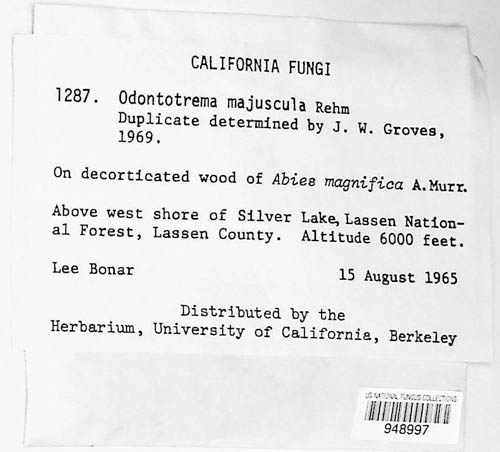 CALIFORNIA FUNGI
1287. Odontotrema majuscula Rehm
Duplicate determined by J. W. Groves,
1969.
On decorticated wood of Abies magnifica A.Murr.
Above west shore of Silver Lake, Lassen Nation-
al Forest, Lassen County. Altitude 6000 feet.
Lee Bonar 15 August 1965
Distributed by the
Herbarium, University of California, Berkeley
US NATIONAL FUNGUS COLLECTIONS
948997